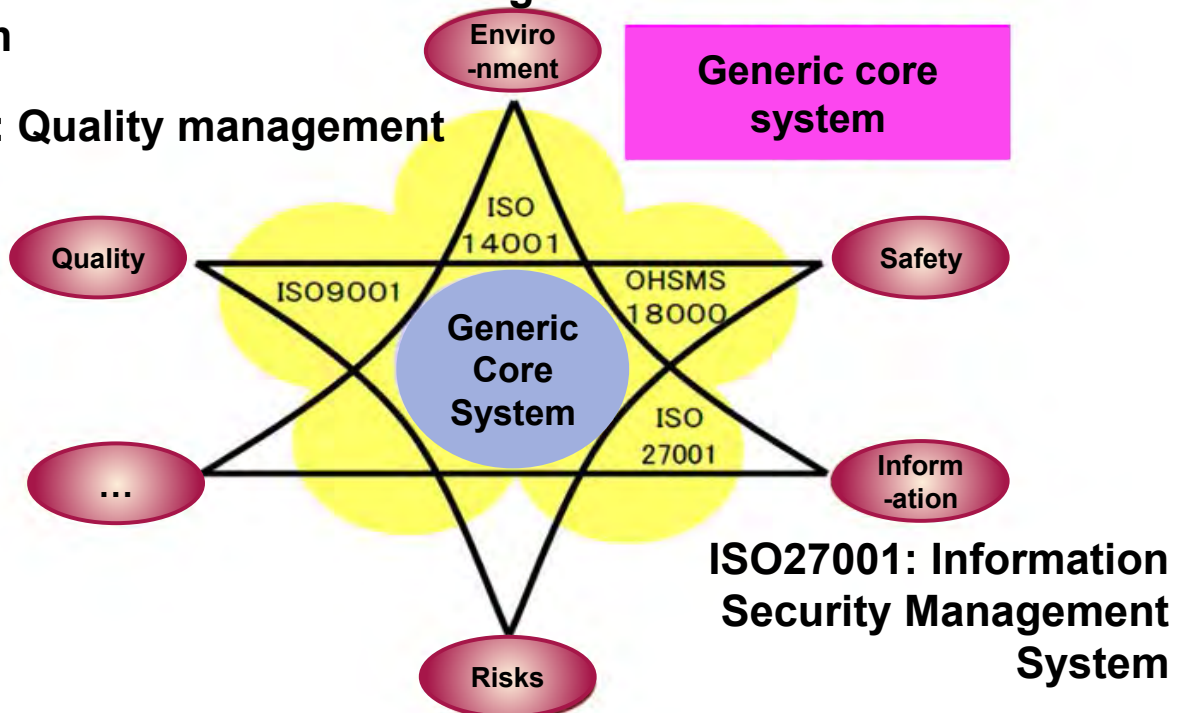 Enviro
-nment
Generic core
system
: Quality management
ISO
14001
Quality
Safety
ISO9001
OHSMS
18000
Generic
Core
System
ISO
27001
...
Inform
-ation
ISO27001: Information
Security Management
System
Risks